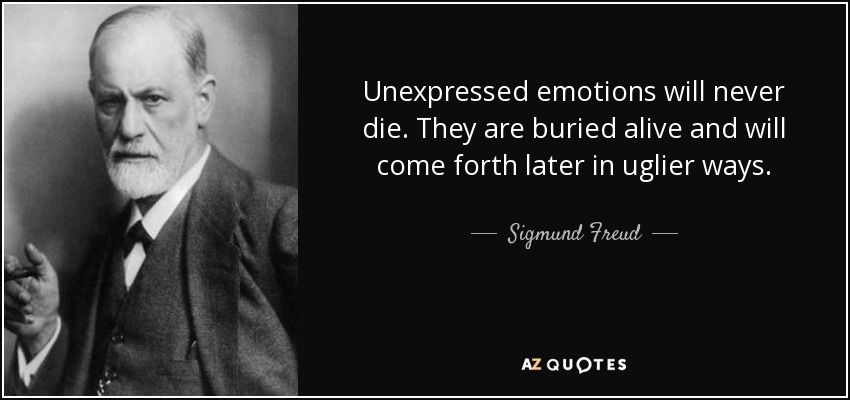 Unexpressed emotions will never
die. They are buried alive and will
come forth later in uglier ways.
Sigmund Freud
AZ QUOTES